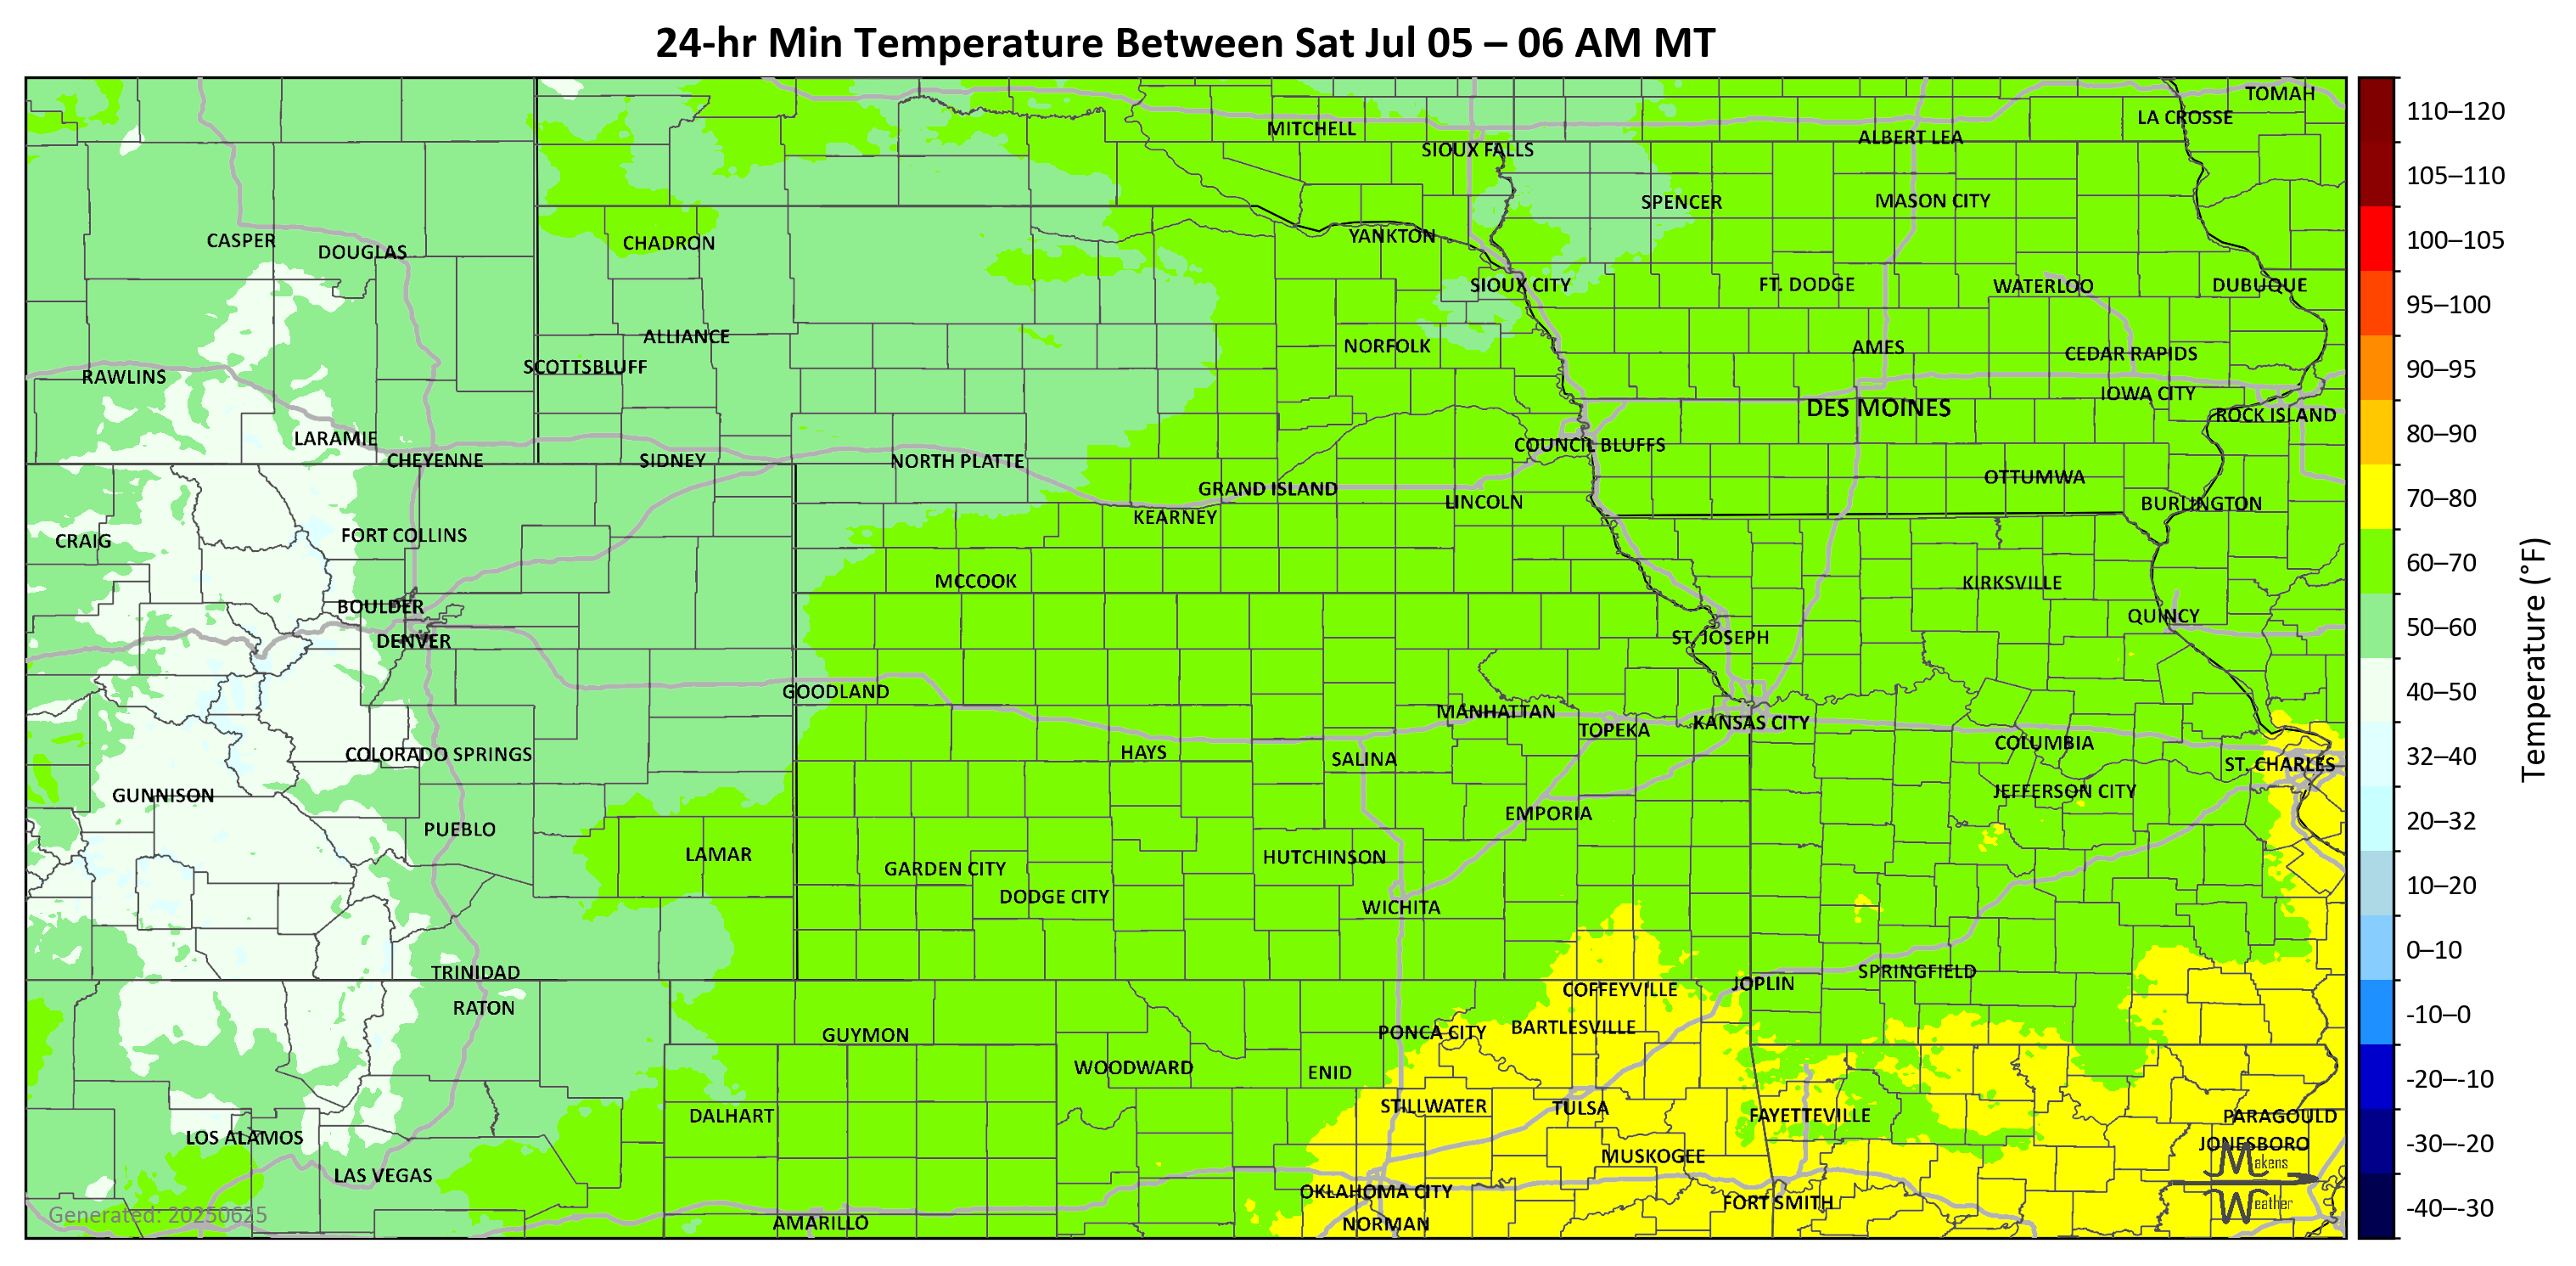 24-hr Min Temperature Between Sat Jul 05 – 06 AM MT
TOMAH
LA CROSSE
MITCHELL
ALBERT LEA
SIOUX FALLS
SPENCER
MASON CITY
CASPER
DOUGLAS
CHADRON
YANKTON
SIOUX CITY
FT. DODGE
WATERLOO
DUBUQUE
ALLIANCE
NORFOLK
AMES
CEDAR RAPIDS
SCOTTSBLUFF
RAWLINS
IOWA CITY
DES MOINES
ROCK ISLAND
LARAMIE
COUNCIL BLUFFS
CHEYENNE
SIDNEY
NORTH PLATTE
OTTUMWA
GRAND ISLAND
LINCOLN
BURLINGTON
KEARNEY
CRAIG
FORT COLLINS
MCCOOK
KIRKSVILLE
BOULDER
QUINCY
DENVER
ST. JOSEPH
GOODLAND
MANHATTAN
TOPEKA
KANSAS CITY
COLUMBIA
COLORADO SPRINGS
HAYS
SALINA
ST. CHARLES
GUNNISON
JEFFERSON CITY
EMPORIA
PUEBLO
LAMAR
HUTCHINSON
GARDEN CITY
DODGE CITY
WICHITA
TRINIDAD
SPRINGFIELD
JOPLIN
COFFEYVILLE
RATON
GUYMON
PONCA CITY
BARTLESVILLE
WOODWARD
ENID
STILLWATER
TULSA
DALHART
FAYETTEVILLE
PARAGOULD
LOS ALAMOS
JONESBORO
MUSKOGEE
LAS VEGAS
OKLAHOMA CITY
FORT SMITH
AMARILLO
NORMAN
Makens
Weather
Generated: 20250625
110–120
105–110
100–105
95–100
90–95
80–90
70–80
60–70
50–60
40–50
32–40
20–32
10–20
0–10
-10–0
-20–-10
-30–-20
-40–-30
Temperature (°F)